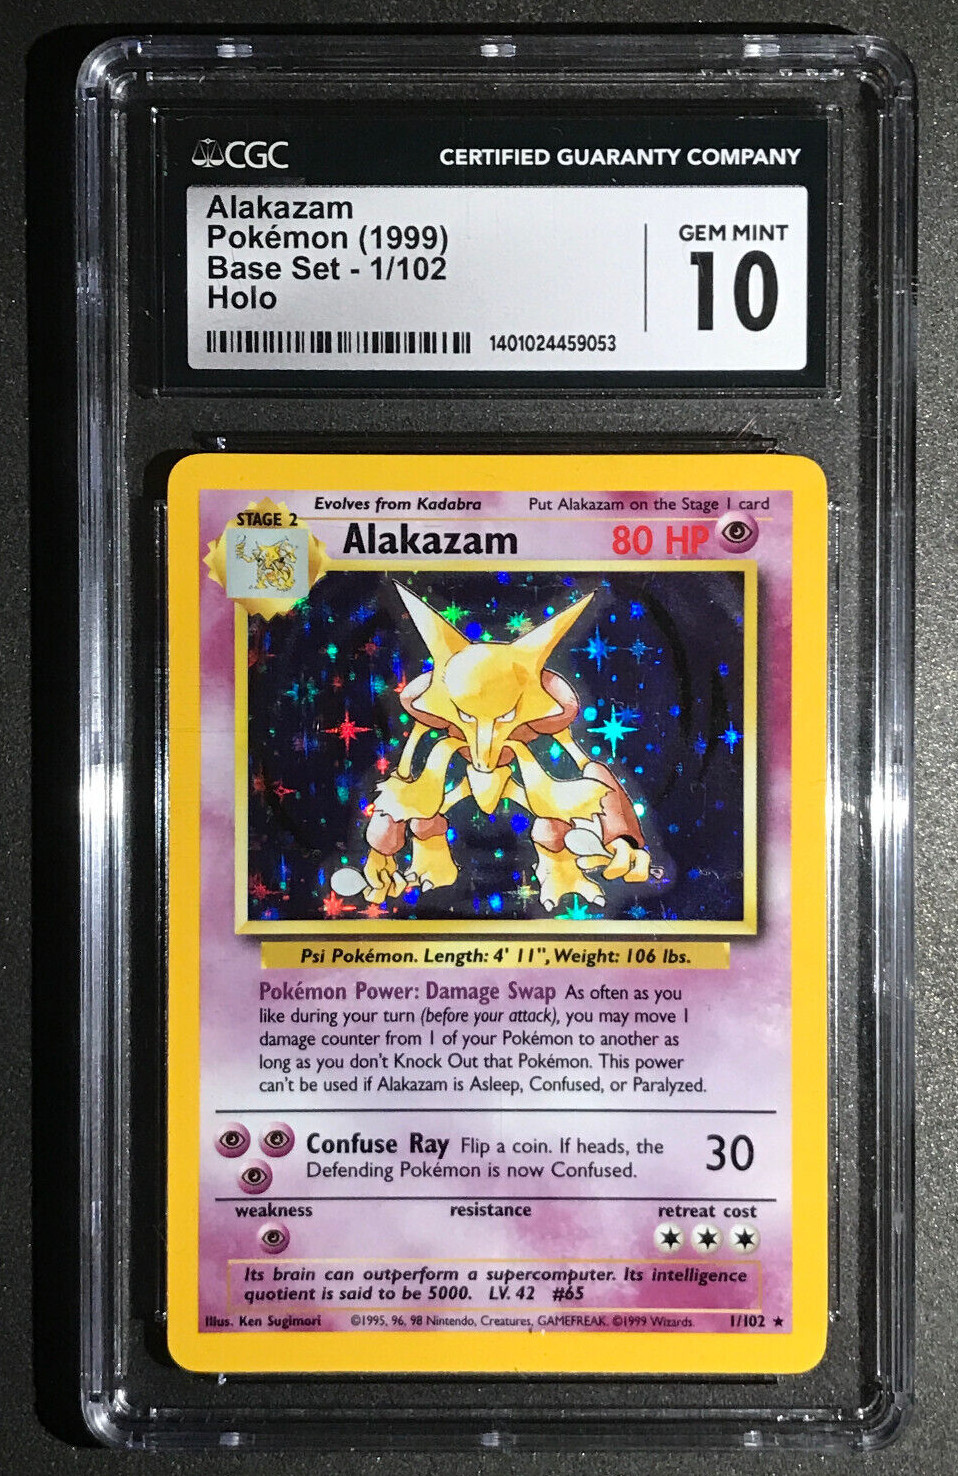 CGC
CERTIFIED GUARANTY COMPANY
Alakazam
Pokémon (1999)
Base Set - 1/102
Holo
1401024459053
GEM MINT
10
Evolves from Kadabra
Put Alakazam on the Stage 1 card
STAGE 2
Alakazam
80 HP
Psi Pokémon. Length: 4' 11", Weight: 106 lbs.
Pokémon Power: Damage Swap As often as you
like during your turn (before your attack), you may move 1
damage counter from 1 of your Pokémon to another as
long as you don't Knock Out that Pokémon. This power
can't be used if Alakazam is Asleep, Confused, or Paralyzed.
Confuse Ray Flip a coin. If heads, the
Defending Pokémon is now Confused.
30
weakness
resistance
retreat cost
Its brain can outperform a supercomputer. Its intelligence
quotient is said to be 5000. LV. 42 #65
Illus. Ken Sugimori
©1995, 96, 98 Nintendo, Creatures, GAMEFREAK. ©1999 Wizards.
1/102 ★